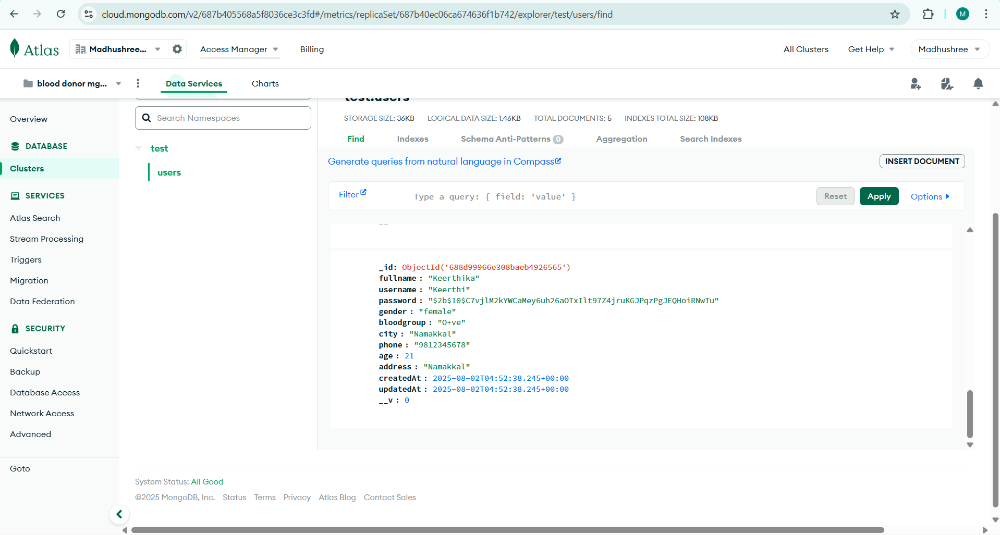 cloud.mongodb.com/v2/687b405568a5f8036ce3c3fd#/metrics/replicaSet/687b40ec06ca674636f1b742/explorer/test/users/find
M
Atlas
Madhushree...
Access Manager
Billing
All Clusters
Get Help
Madhushree
blood donor mg...
Data Services
Charts
test.users
Overview
DATABASE
Clusters
SERVICES
Atlas Search
Stream Processing
Triggers
Migration
Data Federation
SECURITY
Quickstart
Backup
Database Access
Network Access
Advanced
Goto
Search Namespaces
test
users
STORAGE SIZE: 36KB LOGICAL DATA SIZE: 1.46KB TOTAL DOCUMENTS: 5 INDEXES TOTAL SIZE: 108KB
Find Indexes Schema Anti-Patterns 0 Aggregation Search Indexes
Generate queries from natural language in Compass
INSERT DOCUMENT
Filter
Type a query: { field: 'value' }
Reset
Apply
Options
_id: ObjectId('688d99966e308baeb4926565')
fullname : "Keerthika"
username : "Keerthi"
password : "$2b$10$C7vjlM2kYWCaMey6uh26aOTxIlt97Z4jruKGJPqzPgJEQHoiRNwTu"
gender : "female"
bloodgroup : "O+ve"
city : "Namakkal"
phone : "9812345678"
age : 21
address : "Namakkal"
createdAt : 2025-08-02T04:52:38.245+00:00
updatedAt : 2025-08-02T04:52:38.245+00:00
__v : 0
System Status: All Good
©2025 MongoDB, Inc. Status Terms Privacy Atlas Blog Contact Sales